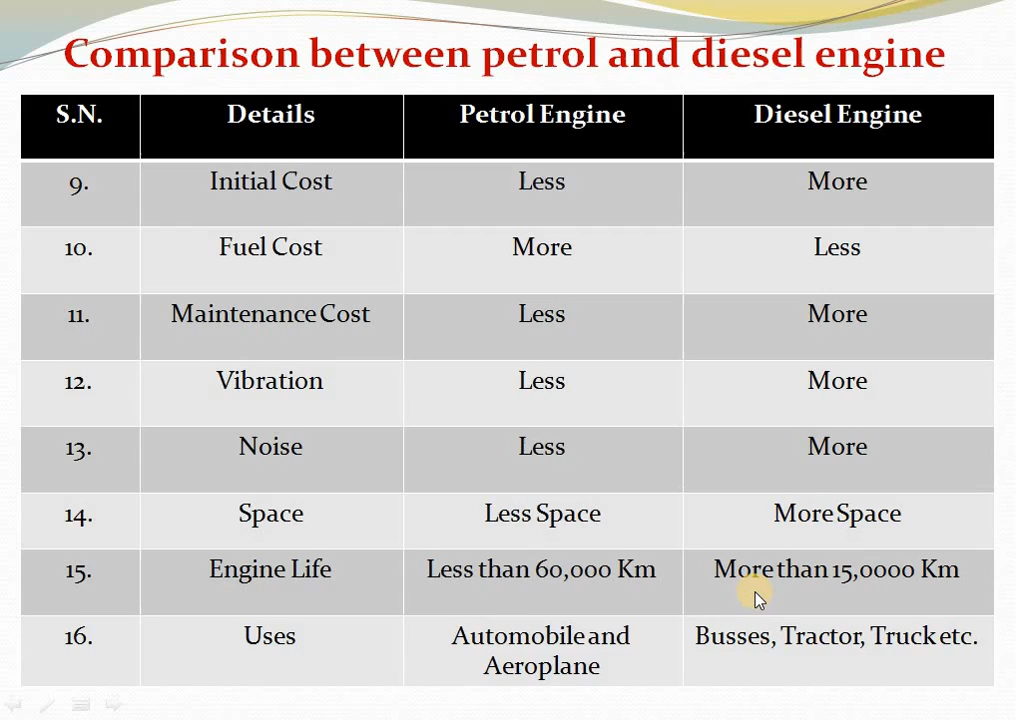 Comparison between petrol and diesel engine
S.N. Details Petrol Engine Diesel Engine
9. Initial Cost Less More
10. Fuel Cost More Less
11. Maintenance Cost Less More
12. Vibration Less More
13. Noise Less More
14. Space Less Space More Space
15. Engine Life Less than 60,000 Km More than 15,0000 Km
16. Uses Automobile and Aeroplane Busses, Tractor, Truck etc.